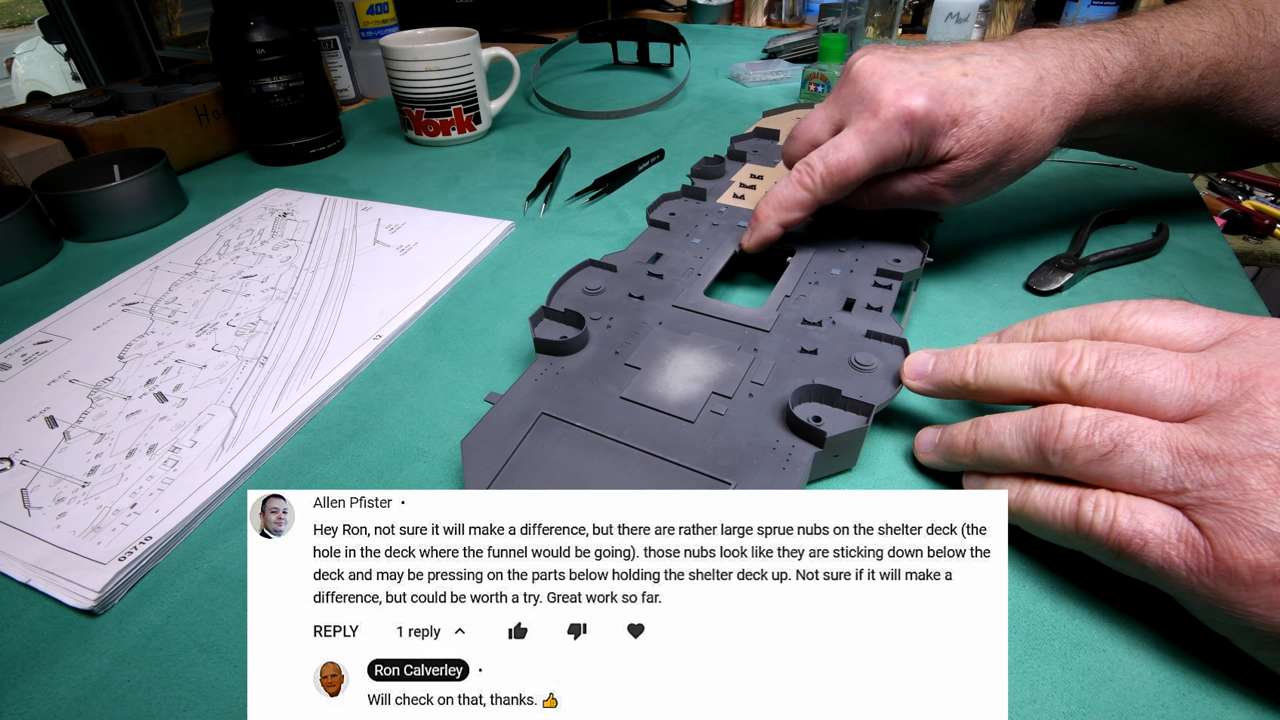 400
Ho
York
Mod
12
03710
Allen Pfister •
Hey Ron, not sure it will make a difference, but there are rather large sprue nubs on the shelter deck (the
hole in the deck where the funnel would be going). those nubs look like they are sticking down below the
deck and may be pressing on the parts below holding the shelter deck up. Not sure if it will make a
difference, but could be worth a try. Great work so far.
REPLY 1 reply
Ron Calverley •
Will check on that, thanks. 👍